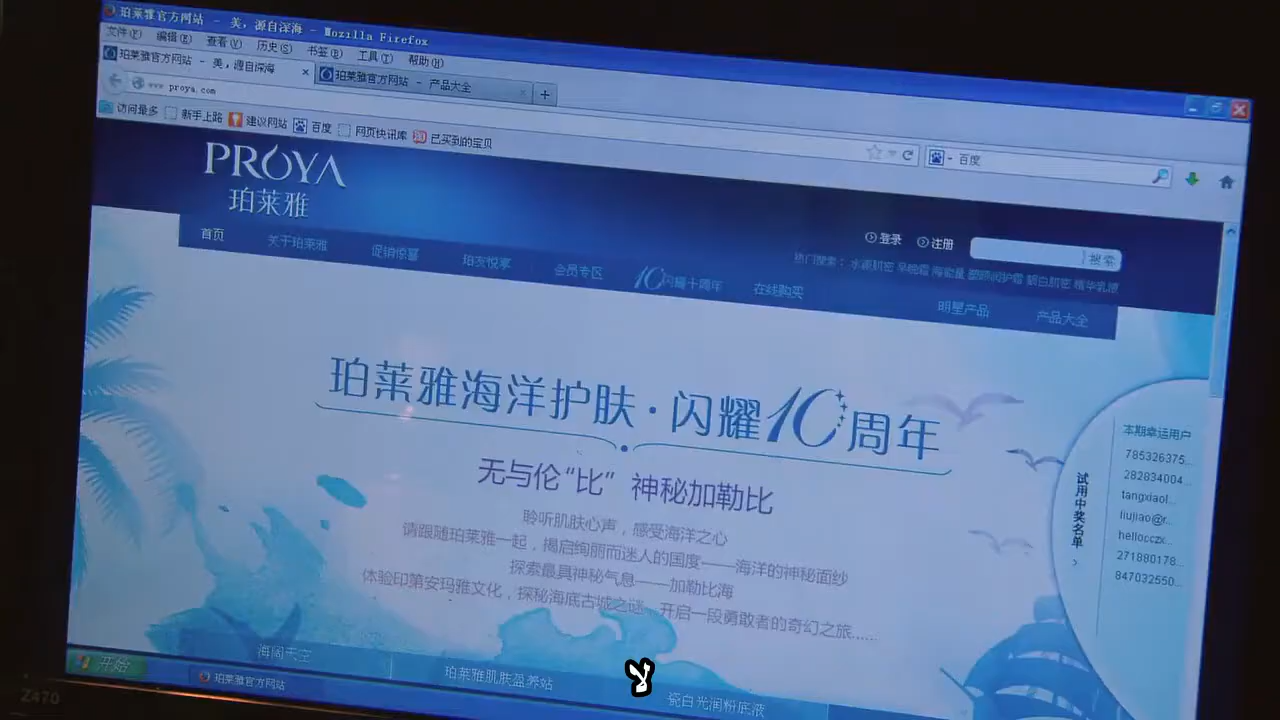 珀莱雅官方网站 - 美，源自深海 - Mozilla Firefox
文件(F) 编辑(E) 查看(V) 历史(S) 书签(B) 工具(T) 帮助(H)
珀莱雅官方网站 - 美，源自深海 × 珀莱雅官方网站 - 产品大全 × +
www.proya.com
百度
访问最多 新手上路 建议网站 百度 网页快讯库 已买到的宝贝
PRŌYA
珀莱雅
登录 注册 搜索
首页 关于珀莱雅 促销惊喜 珀友悦享 会员专区 10闪耀十周年 在线购买 明星产品 产品大全
珀莱雅海洋护肤·闪耀10周年
无与伦“比” 神秘加勒比
聆听肌肤心声，感受海洋之心
请跟随珀莱雅一起，揭启绚丽而迷人的国度——海洋的神秘面纱
探索最具神秘气息——加勒比海
体验印第安玛雅文化，探秘海底古城之谜，开启一段勇敢者的奇幻之旅......
本期幸运用户
785326375...
282834004...
tangxiaol...
liujiao@r...
hellocczx...
271880178...
847032550...
试用中奖名单
海阔天空 珀莱雅肌肤盈养站 瓷白光润粉底液
开始 珀莱雅官方网站
Z470
لا